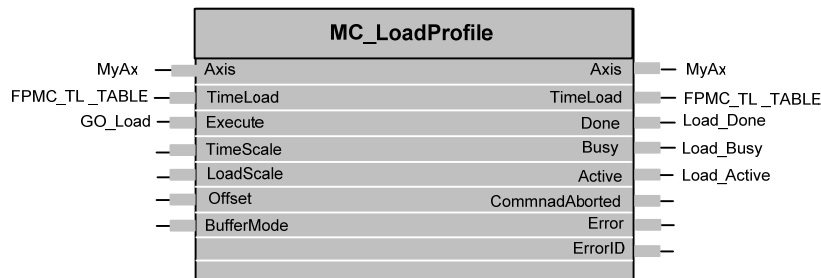 MC_LoadProfile
MyAx Axis Axis MyAx
FPMC_TL _TABLE TimeLoad TimeLoad FPMC_TL _TABLE
GO_Load Execute Done Load_Done
TimeScale Busy Load_Busy
LoadScale Active Load_Active
Offset CommnadAborted
BufferMode Error
ErrorID